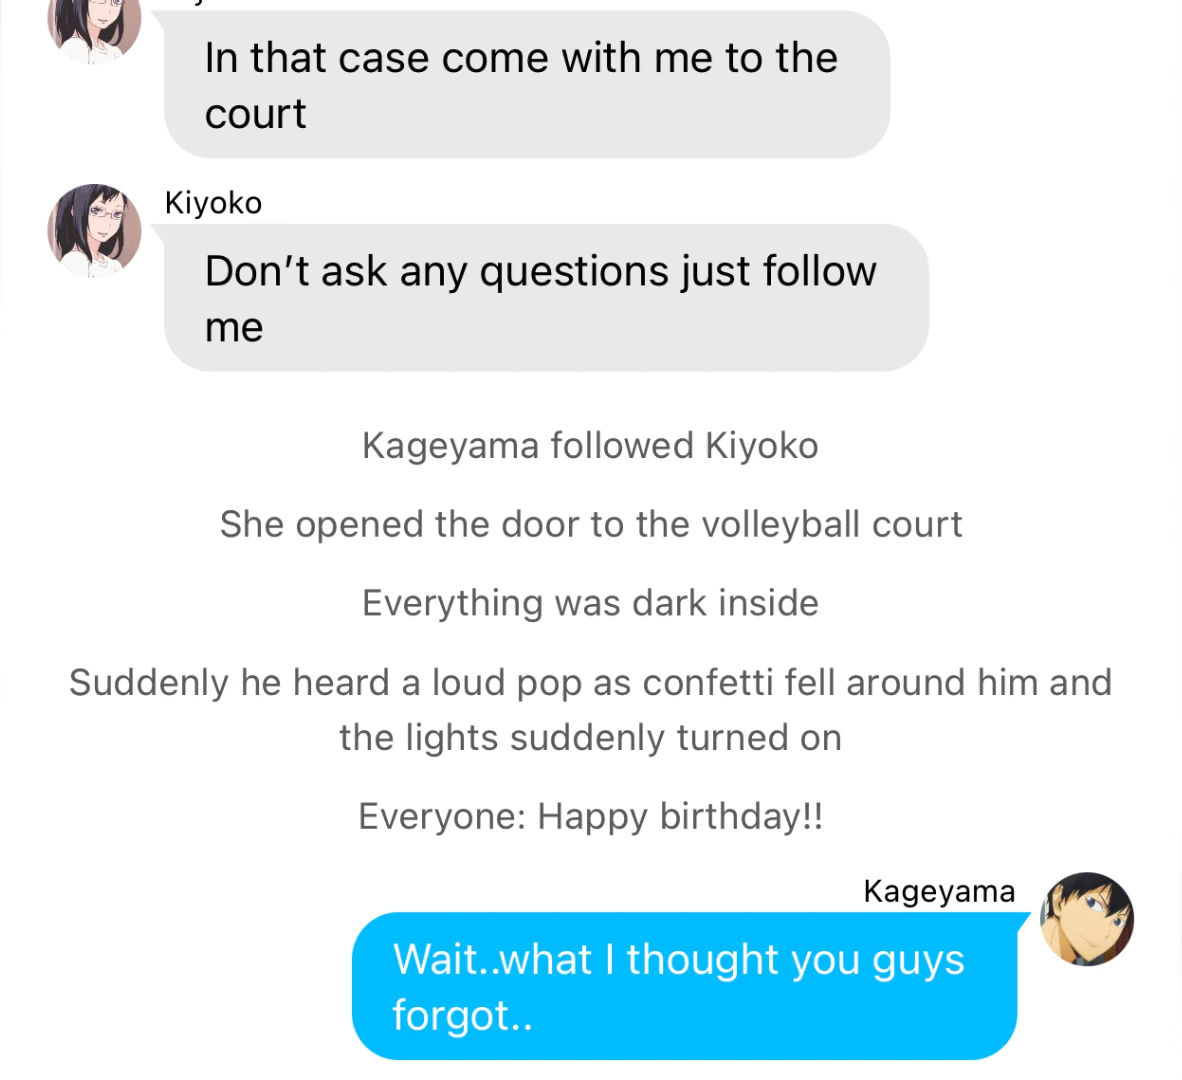 In that case come with me to the
court
Kiyoko
Don't ask any questions just follow
me
Kageyama followed Kiyoko
She opened the door to the volleyball court
Everything was dark inside
Suddenly he heard a loud pop as confetti fell around him and
the lights suddenly turned on
Everyone: Happy birthday!!
Kageyama
Wait..what I thought you guys
forgot..